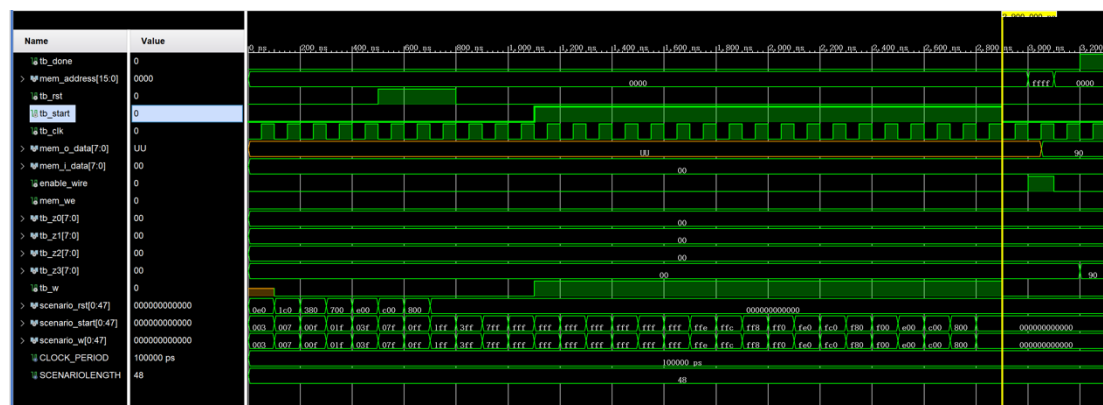 2,900,000 ps
Name Value
0 ps 200 ns 400 ns 600 ns 800 ns 1,000 ns 1,200 ns 1,400 ns 1,600 ns 1,800 ns 2,000 ns 2,200 ns 2,400 ns 2,600 ns 2,800 ns 3,000 ns 3,200
tb_done 0
mem_address[15:0] 0000 0000 ffff 0000
tb_rst 0
tb_start 0
tb_clk 0
mem_o_data[7:0] UU UU 90
mem_i_data[7:0] 00 00
enable_wire 0
mem_we 0
tb_z0[7:0] 00 00
tb_z1[7:0] 00 00
tb_z2[7:0] 00 00
tb_z3[7:0] 00 00 90
tb_w 0
scenario_rst[0:47] 000000000000 0e0 1c0 380 700 e00 c00 800 000000000000
scenario_start[0:47] 000000000000 003 007 00f 01f 03f 07f 0ff 1ff 3ff 7ff fff fff fff fff fff fff ffe ffc ff8 ff0 fe0 fc0 f80 f00 e00 c00 800 000000000000
scenario_w[0:47] 000000000000 003 007 00f 01f 03f 07f 0ff 1ff 3ff 7ff fff fff fff fff fff fff ffe ffc ff8 ff0 fe0 fc0 f80 f00 e00 c00 800 000000000000
CLOCK_PERIOD 100000 ps 100000 ps
SCENARIOLENGTH 48 48